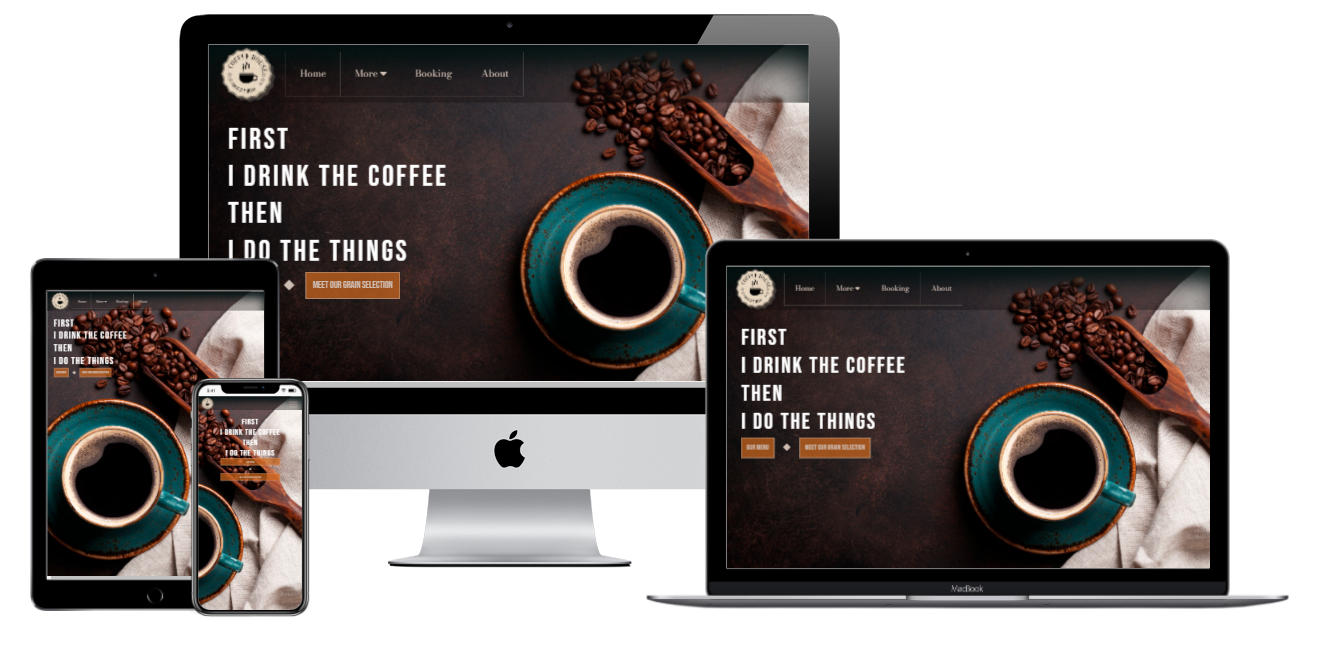 Home More Booking About
FIRST
I DRINK THE COFFEE
THEN
I DO THE THINGS
MEET OUR GRAIN SELECTION
Home More Booking About
FIRST
I DRINK THE COFFEE
THEN
I DO THE THINGS
FIRST
I DRINK THE COFFEE
THEN
I DO THE THINGS
Home More Booking About
FIRST
I DRINK THE COFFEE
THEN
I DO THE THINGS
OUR MENU MEET OUR GRAIN SELECTION
MacBook